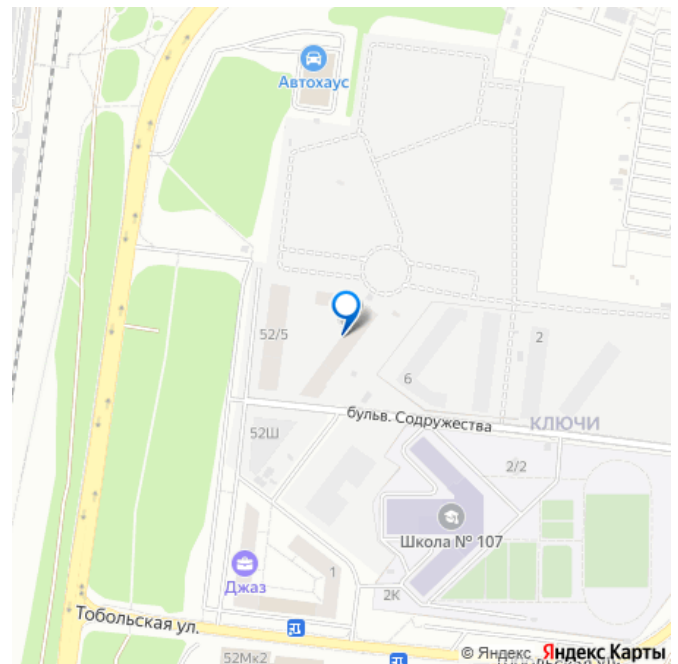 Автохаус
52/5
2
6
бульв. Содружества
КЛЮЧИ
52Ш
2/2
Школа № 107
Джаз
1
2К
Тобольская ул.
52Мк2
© Яндекс Яндекс Карты